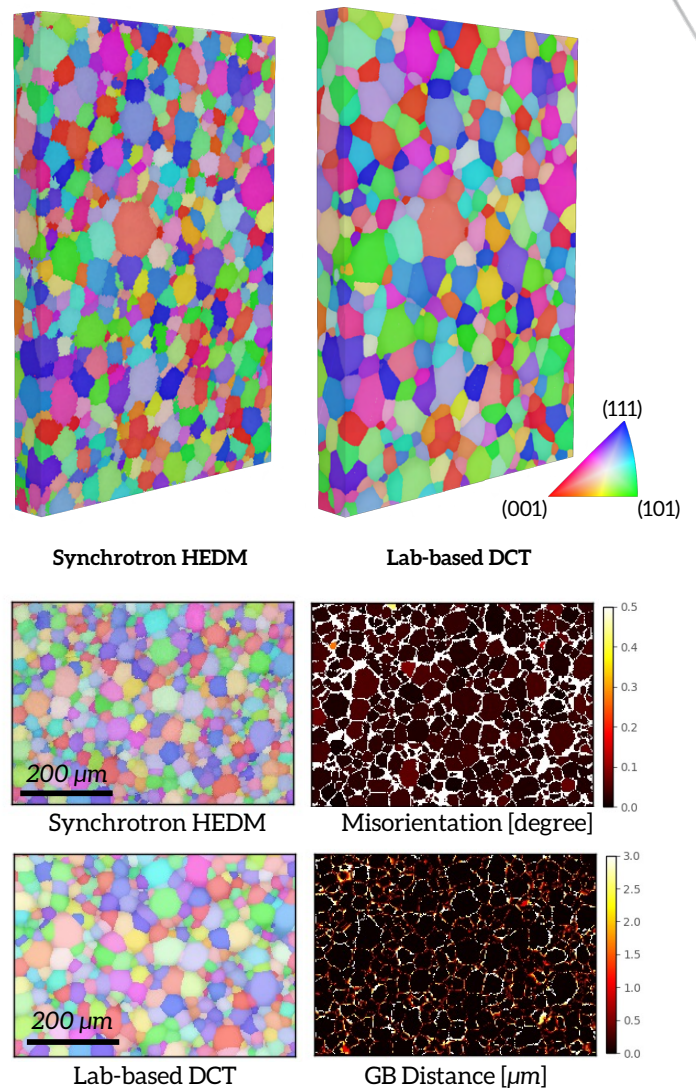 (111)
(001)
(101)
Synchrotron HEDM
Lab-based DCT
200 µm
Synchrotron HEDM
0.5
0.4
0.3
0.2
0.1
0.0
Misorientation [degree]
200 µm
Lab-based DCT
3.0
2.5
2.0
1.5
1.0
0.5
0.0
GB Distance [µm]